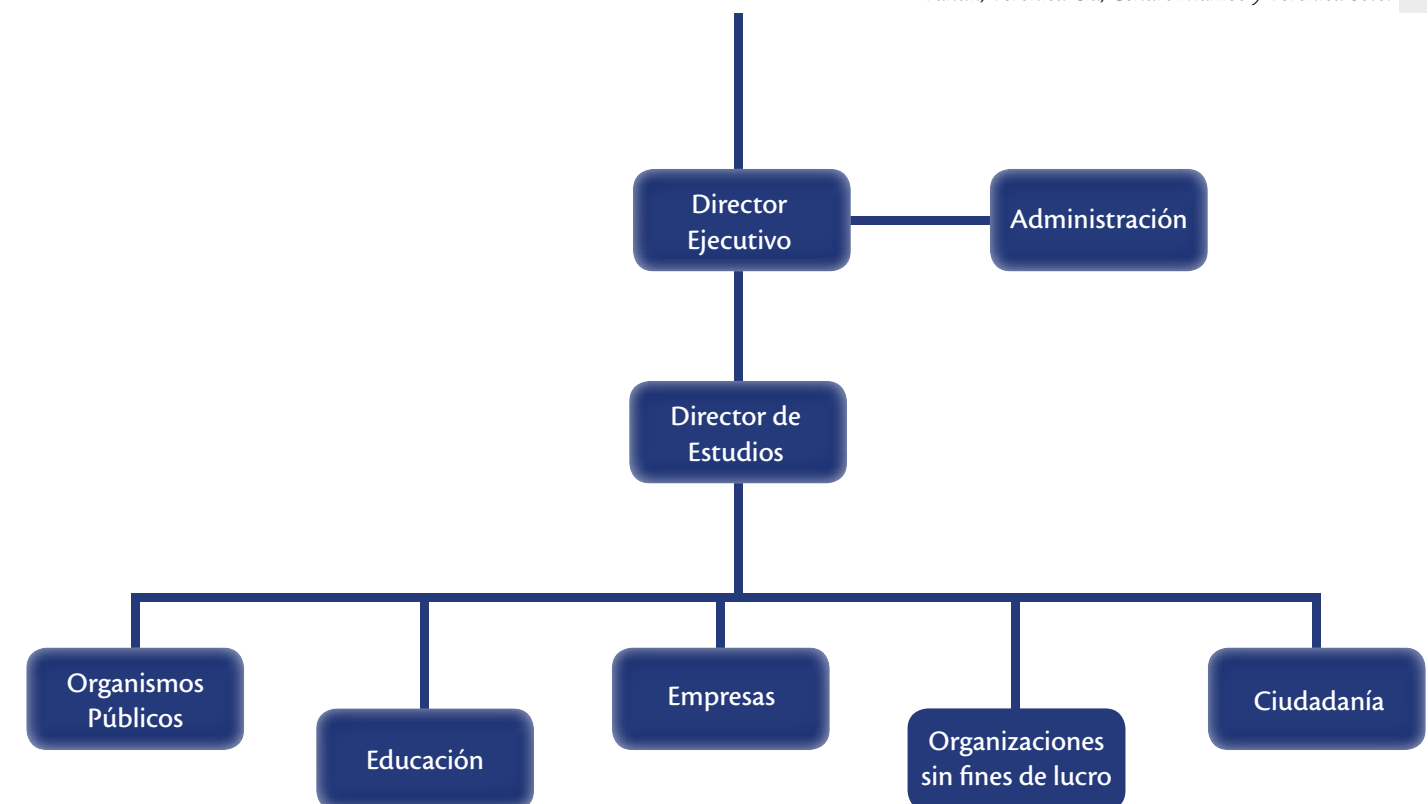 Director
Ejecutivo
Administración
Director de
Estudios
Organismos
Públicos
Educación
Empresas
Organizaciones
sin fines de lucro
Ciudadanía